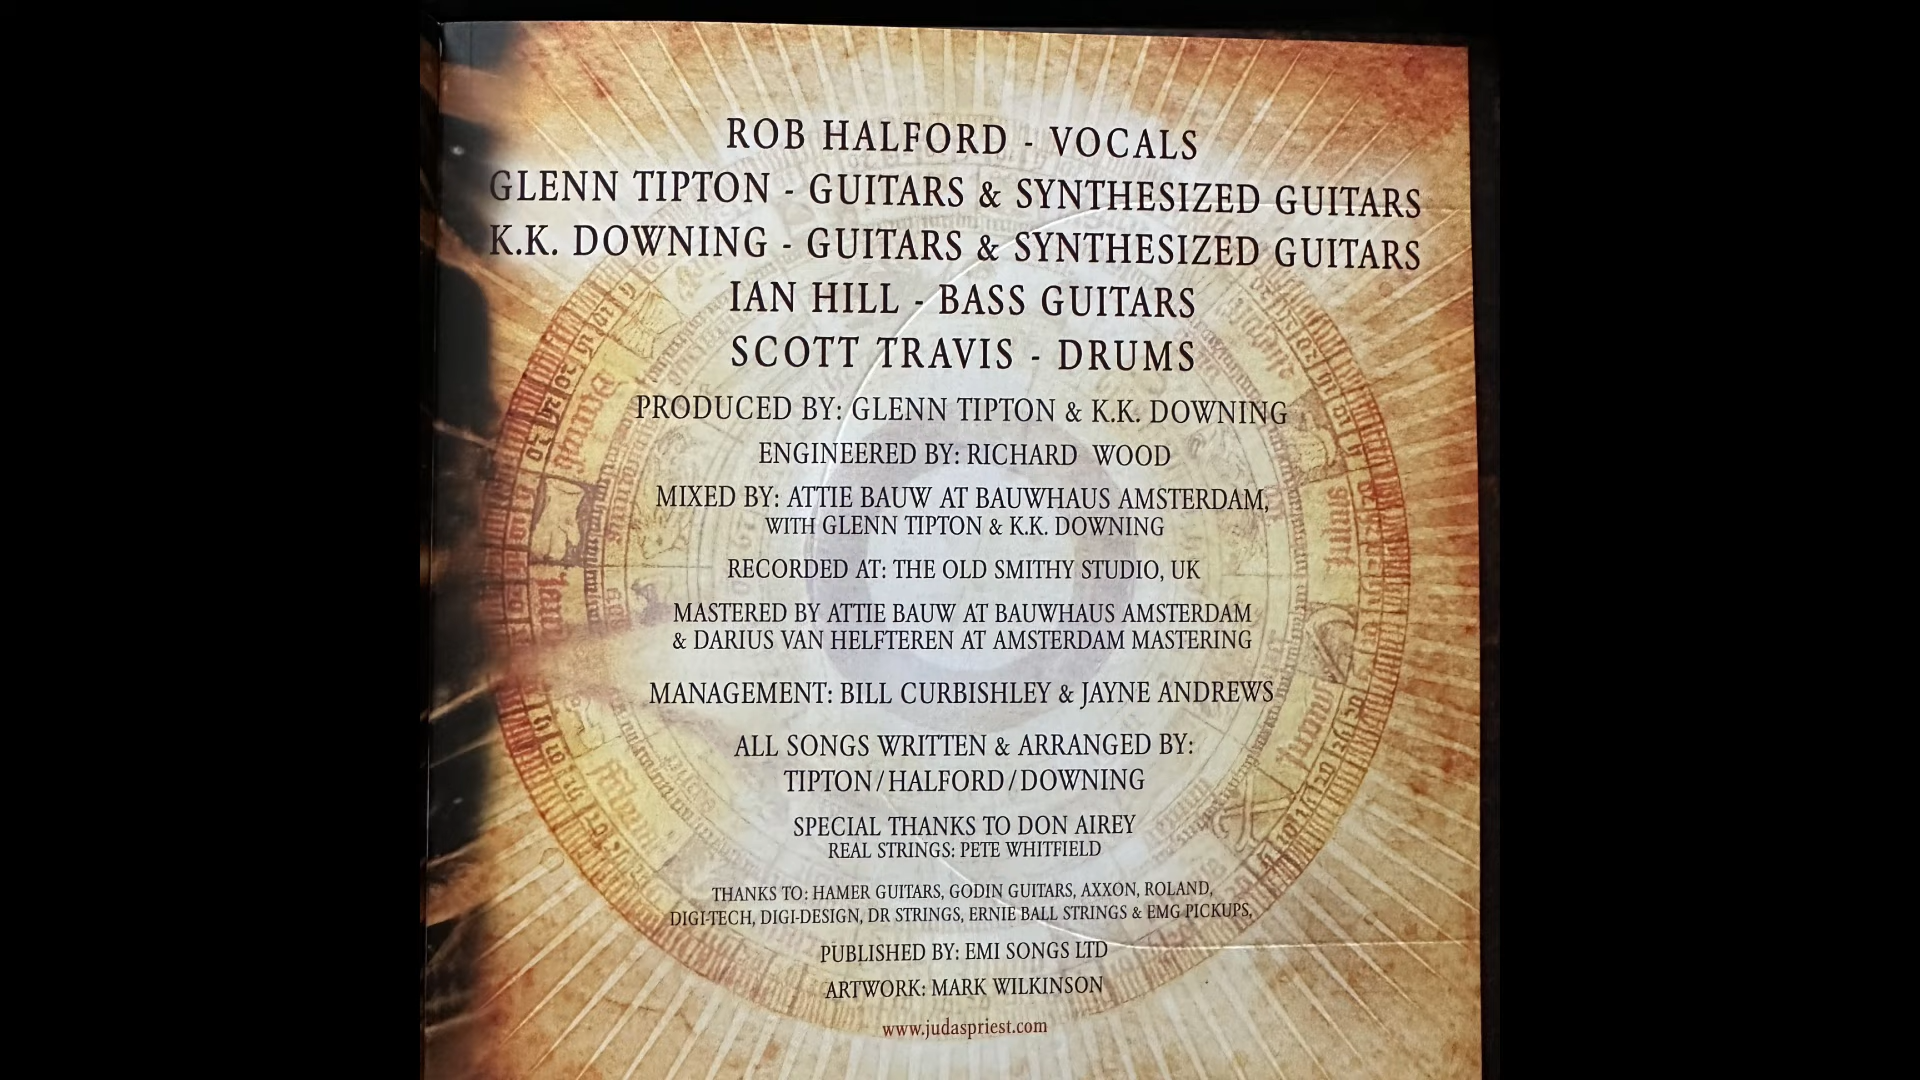 ROB HALFORD - VOCALS
GLENN TIPTON - GUITARS & SYNTHESIZED GUITARS
K.K. DOWNING - GUITARS & SYNTHESIZED GUITARS
IAN HILL - BASS GUITARS
SCOTT TRAVIS - DRUMS
PRODUCED BY: GLENN TIPTON & K.K. DOWNING
ENGINEERED BY: RICHARD WOOD
MIXED BY: ATTIE BAUW AT BAUWHAUS AMSTERDAM,
WITH GLENN TIPTON & K.K. DOWNING
RECORDED AT: THE OLD SMITHY STUDIO, UK
MASTERED BY ATTIE BAUW AT BAUWHAUS AMSTERDAM
& DARIUS VAN HELFTEREN AT AMSTERDAM MASTERING
MANAGEMENT: BILL CURBISHLEY & JAYNE ANDREWS
ALL SONGS WRITTEN & ARRANGED BY:
TIPTON/HALFORD/DOWNING
SPECIAL THANKS TO DON AIREY
REAL STRINGS: PETE WHITFIELD
THANKS TO: HAMER GUITARS, GODIN GUITARS, AXXON, ROLAND,
DIGI-TECH, DIGI-DESIGN, DR STRINGS, ERNIE BALL STRINGS & EMG PICKUPS,
PUBLISHED BY: EMI SONGS LTD
ARTWORK: MARK WILKINSON
www.judaspriest.com